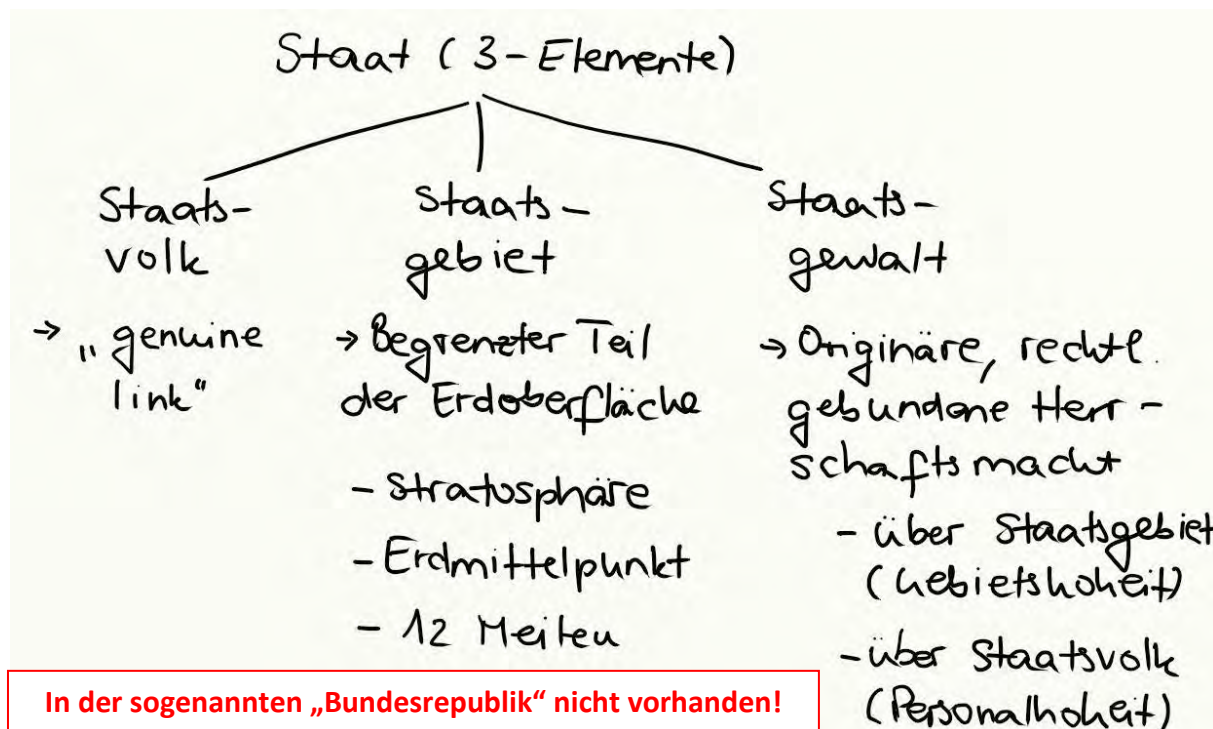 Staat (3-Elemente)
Staats-
volk
→ „genuine
link“
Staats-
gebiet
→ Begrenzter Teil
der Erdoberfläche
- Stratosphäre
- Erdmittelpunkt
- 12 Meilen
Staats-
gewalt
→ Originäre, rechtl.
gebundene Herr-
schaftsmacht
- über Staatsgebiet
(Gebietshoheit)
- über Staatsvolk
(Personalhoheit)
In der sogenannten „Bundesrepublik“ nicht vorhanden!